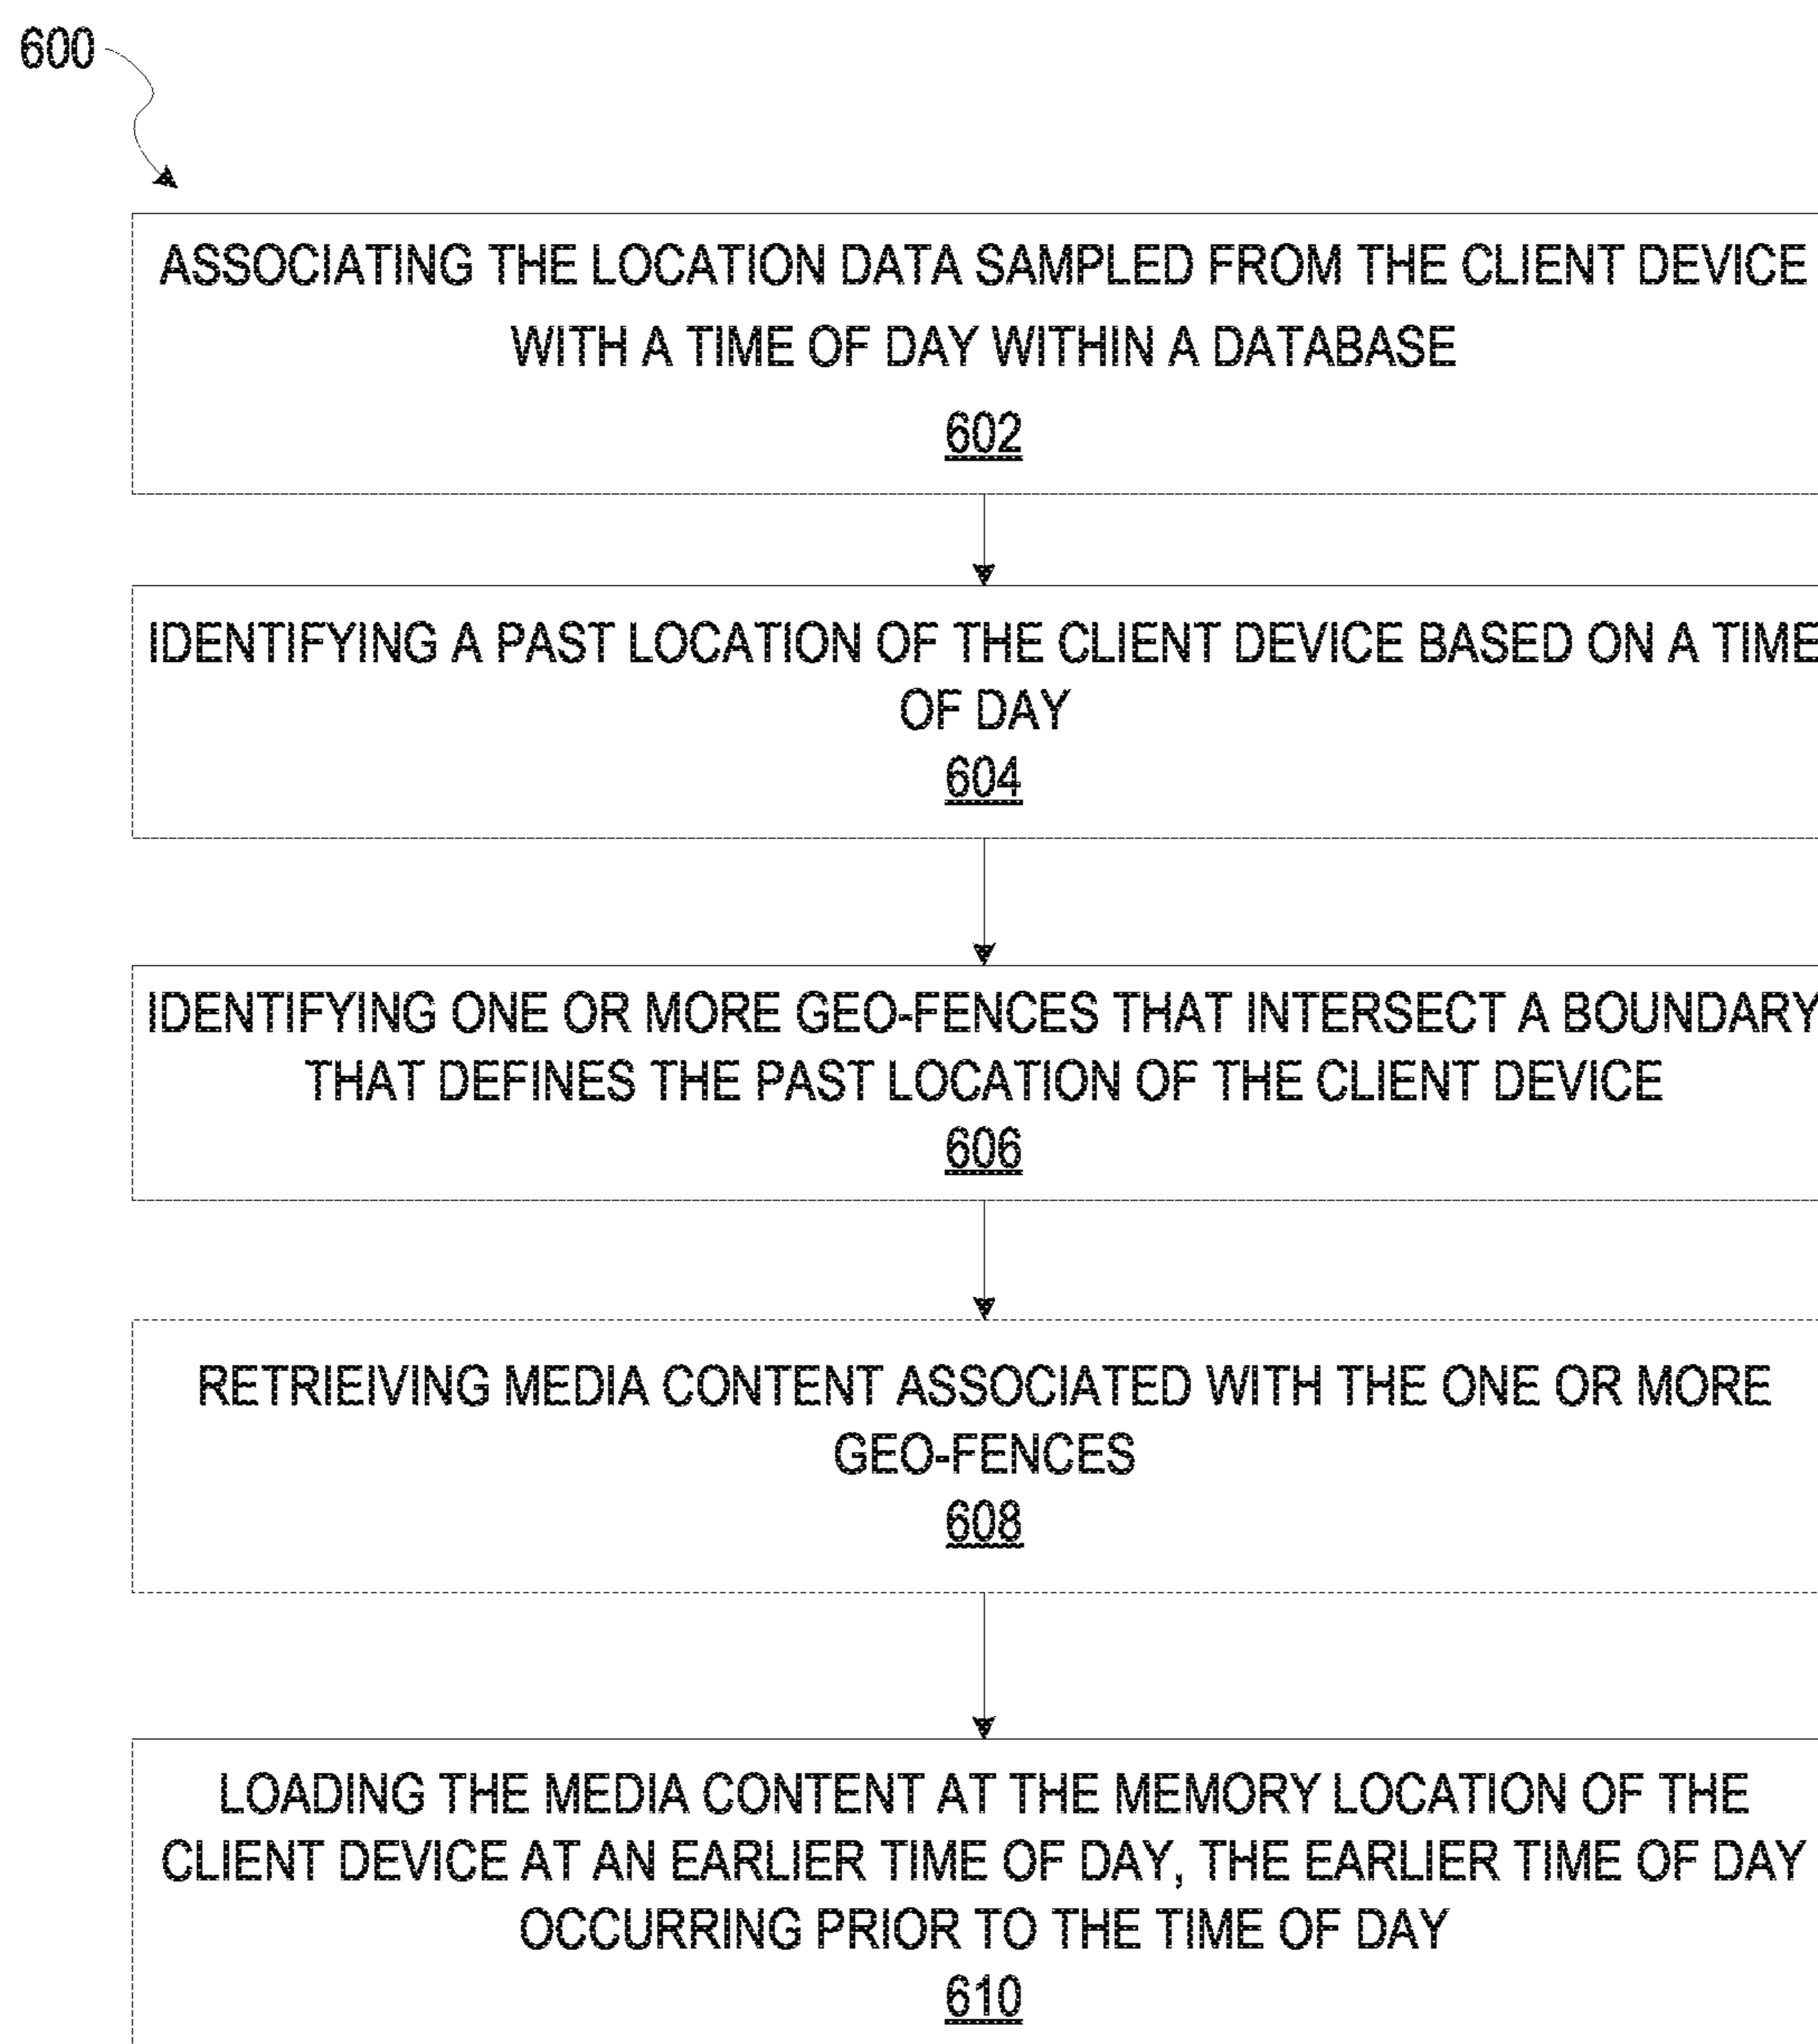 600
ASSOCIATING THE LOCATION DATA SAMPLED FROM THE CLIENT DEVICE
WITH A TIME OF DAY WITHIN A DATABASE
602
IDENTIFYING A PAST LOCATION OF THE CLIENT DEVICE BASED ON A TIME
OF DAY
604
IDENTIFYING ONE OR MORE GEO-FENCES THAT INTERSECT A BOUNDARY
THAT DEFINES THE PAST LOCATION OF THE CLIENT DEVICE
606
RETRIEIVING MEDIA CONTENT ASSOCIATED WITH THE ONE OR MORE
GEO-FENCES
608
LOADING THE MEDIA CONTENT AT THE MEMORY LOCATION OF THE
CLIENT DEVICE AT AN EARLIER TIME OF DAY, THE EARLIER TIME OF DAY
OCCURRING PRIOR TO THE TIME OF DAY
610